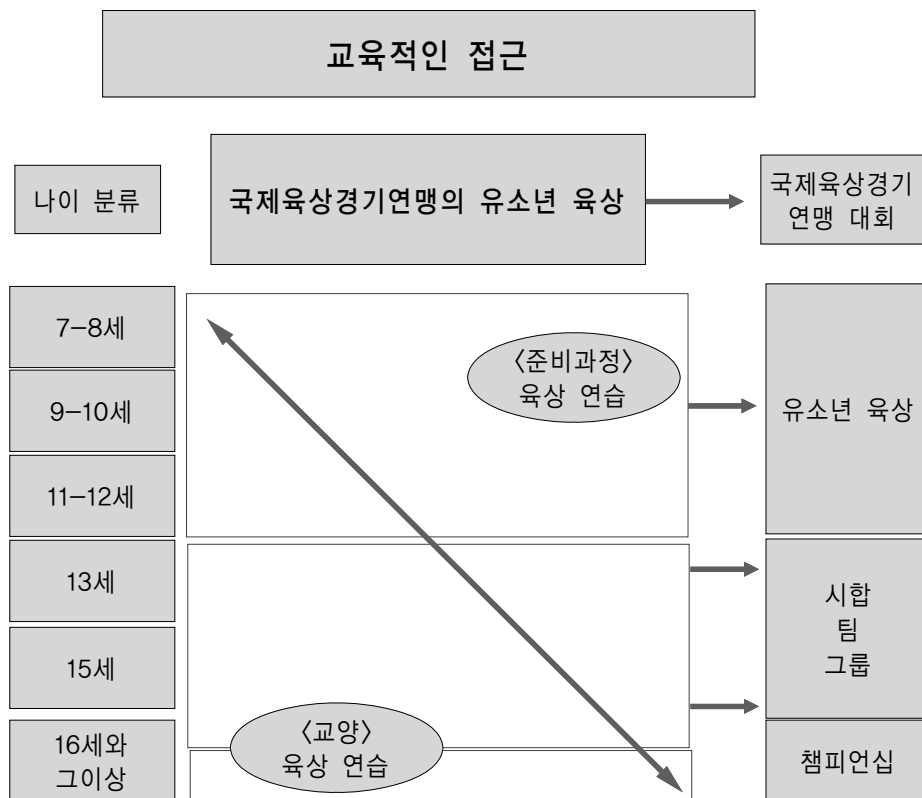 교육적인 접근
나이 분류
국제육상경기연맹의 유소년 육상
국제육상경기
연맹 대회
7-8세
9-10세
11-12세
13세
15세
16세와
그이상
〈준비과정〉
육상 연습
〈교양〉
육상 연습
유소년 육상
시합
팀
그룹
챔피언십